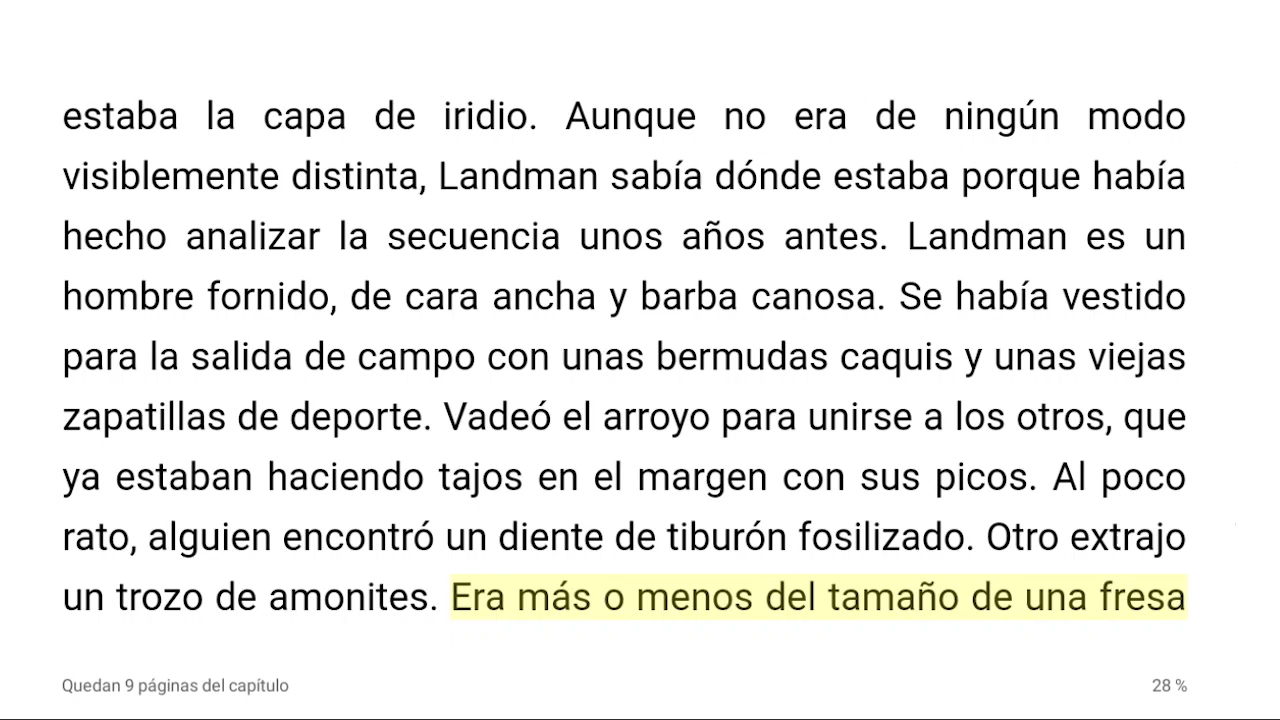 estaba la capa de iridio. Aunque no era de ningún modo
visiblemente distinta, Landman sabía dónde estaba porque había
hecho analizar la secuencia unos años antes. Landman es un
hombre fornido, de cara ancha y barba canosa. Se había vestido
para la salida de campo con unas bermudas caquis y unas viejas
zapatillas de deporte. Vadeó el arroyo para unirse a los otros, que
ya estaban haciendo tajos en el margen con sus picos. Al poco
rato, alguien encontró un diente de tiburón fosilizado. Otro extrajo
un trozo de amonites. Era más o menos del tamaño de una fresa
Quedan 9 páginas del capítulo
28 %